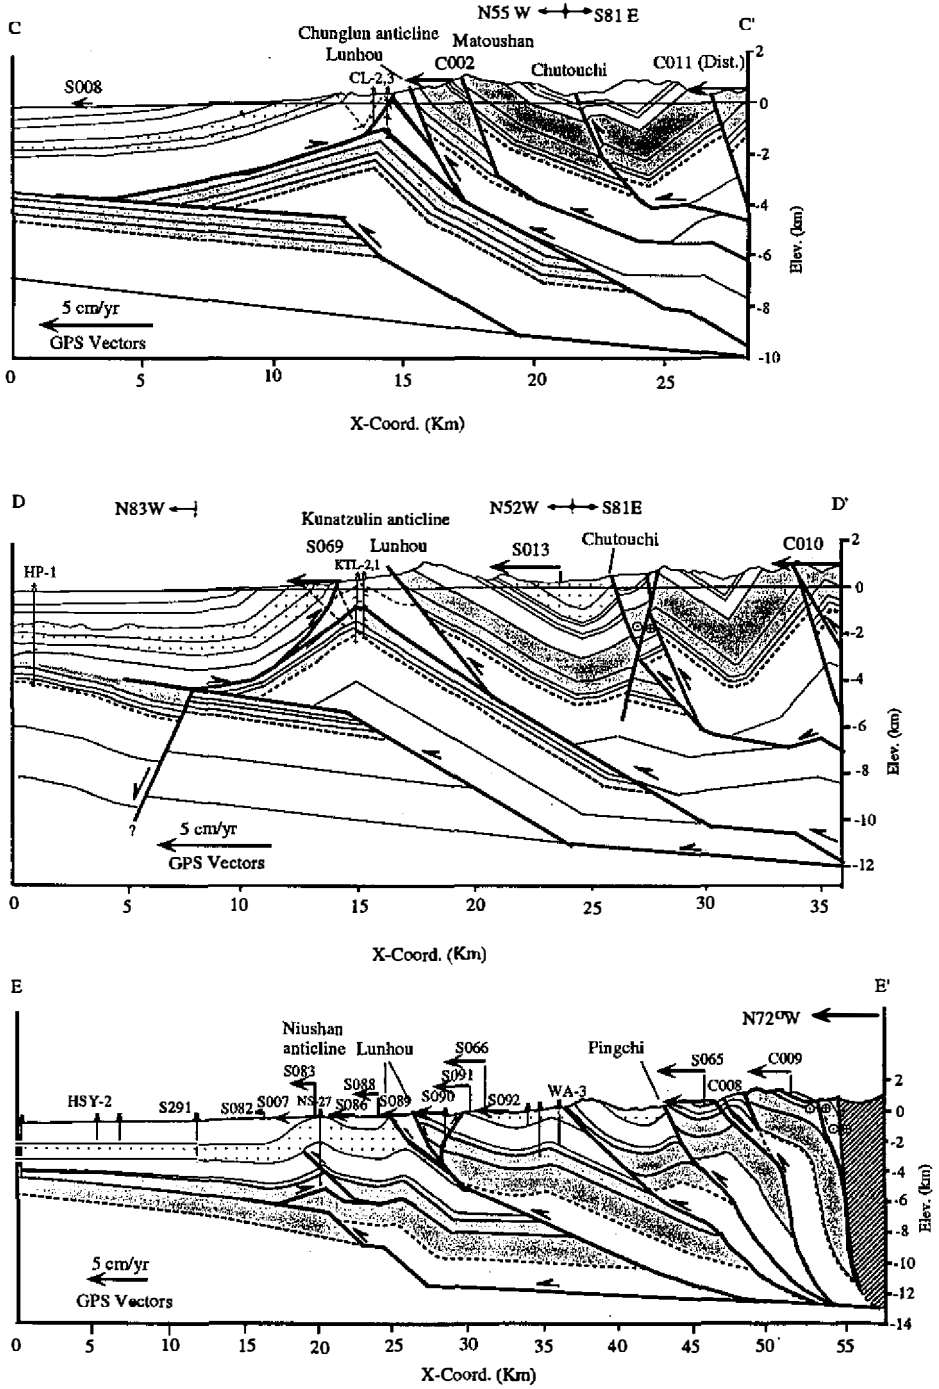 N55 W S81 E
C C'
Chunglun anticline
Lunhou Matoushan
C002 Chutouchi C011 (Dist.)
CL-2,3
S008
2
0
-2
-4
-6
-8
-10
Elev. (km)
5 cm/yr
GPS Vectors
0 5 10 15 20 25
X-Coord. (Km)
D D'
N83W N52W S81E
Kunatzulin anticline
S069 Lunhou S013 Chutouchi C010
HP-1 KTL-2,1
2
0
-2
-4
-6
-8
-10
-12
Elev. (km)
?
5 cm/yr
GPS Vectors
0 5 10 15 20 25 30 35
X-Coord. (Km)
E E'
N72°W
Niushan
anticline Lunhou S066 Pingchi S065 C009
S083 S088 S091 C008
HSY-2 S291 S082 S007 NS-27 S086 S089 S090 S092 WA-3
2
0
-2
-4
-6
-8
-10
-12
-14
Elev. (km)
5 cm/yr
GPS Vectors
0 5 10 15 20 25 30 35 40 45 50 55
X-Coord. (Km)